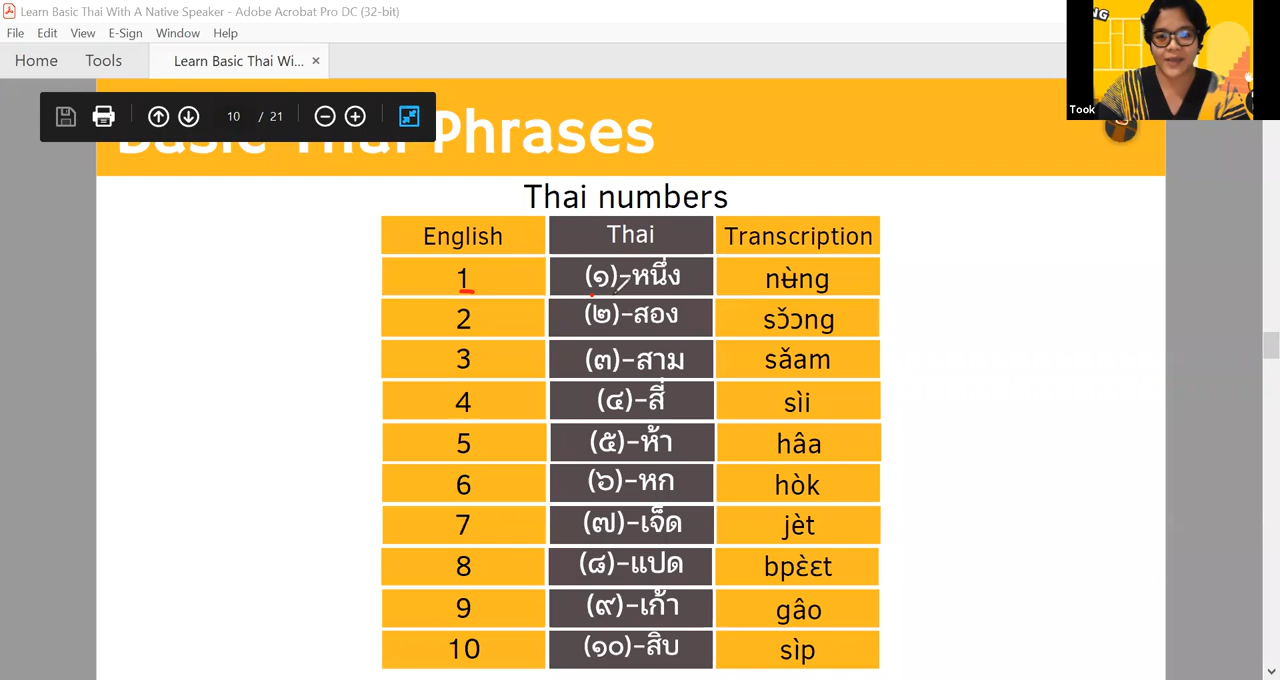 Learn Basic Thai With A Native Speaker - Adobe Acrobat Pro DC (32-bit)
File Edit View E-Sign Window Help
Home Tools Learn Basic Thai Wi... ×
NG
Took
10 / 21
Basic Thai Phrases
Thai numbers
English Thai Transcription
1 (๑)-หนึ่ง nʉ̀ng
2 (๒)-สอง sɔ̌ɔng
3 (๓)-สาม sǎam
4 (๔)-สี่ sìi
5 (๕)-ห้า hâa
6 (๖)-หก hòk
7 (๗)-เจ็ด jèt
8 (๘)-แปด bpɛ̀ɛt
9 (๙)-เก้า gâo
10 (๑๐)-สิบ sìp